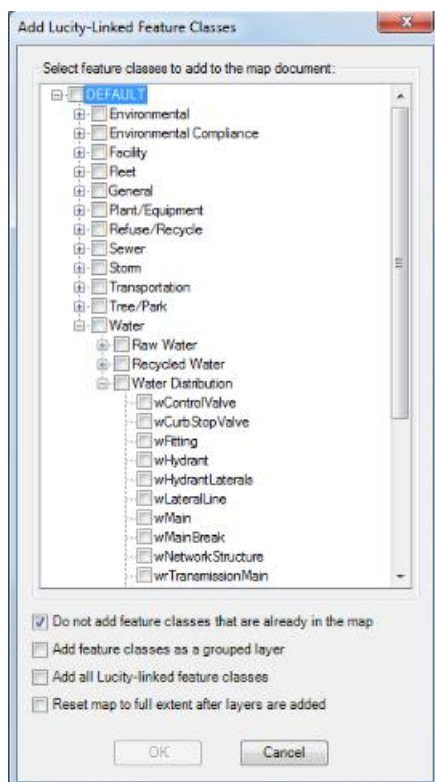 Add Lucity-Linked Feature Classes
Select feature classes to add to the map document:
DEFAULT
Environmental
Environmental Compliance
Facility
Fleet
General
Plant/Equipment
Refuse/Recycle
Sewer
Storm
Transportation
Tree/Park
Water
Raw Water
Recycled Water
Water Distribution
wControlValve
wCurbStopValve
wFitting
wHydrant
wHydrantLaterals
wLateralLine
wMain
wMainBreak
wNetworkStructure
wrTransmissionMain
Do not add feature classes that are already in the map
Add feature classes as a grouped layer
Add all Lucity-linked feature classes
Reset map to full extent after layers are added
OK Cancel